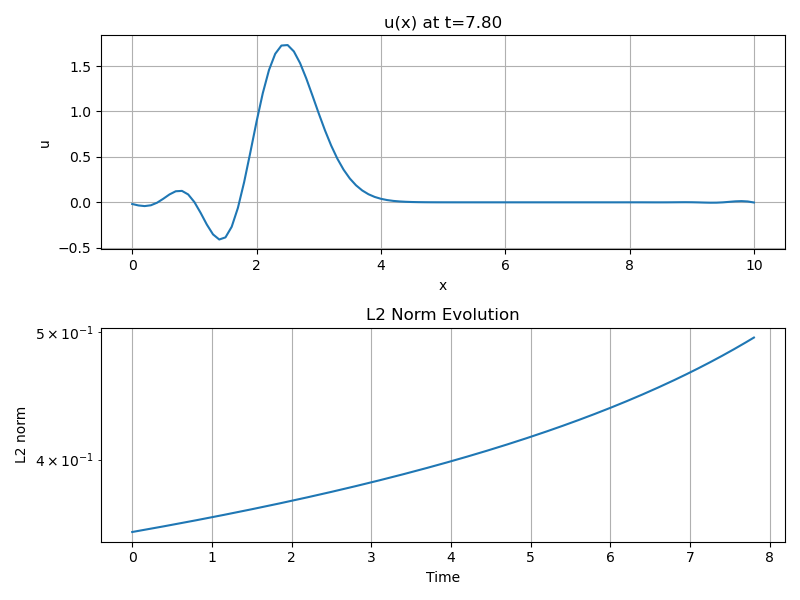 u(x) at t=7.80
u
1.5
1.0
0.5
0.0
−0.5
0 2 4 6 8 10
x
L2 Norm Evolution
L2 norm
5 × 10⁻¹
4 × 10⁻¹
0 1 2 3 4 5 6 7 8
Time